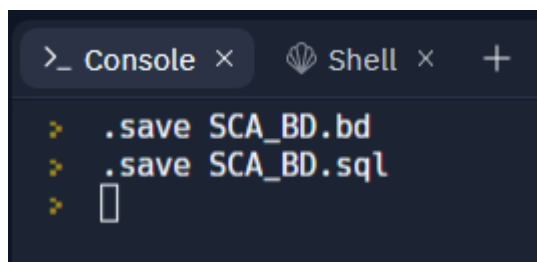 >_ Console × Shell × +
> .save SCA_BD.bd
> .save SCA_BD.sql
>